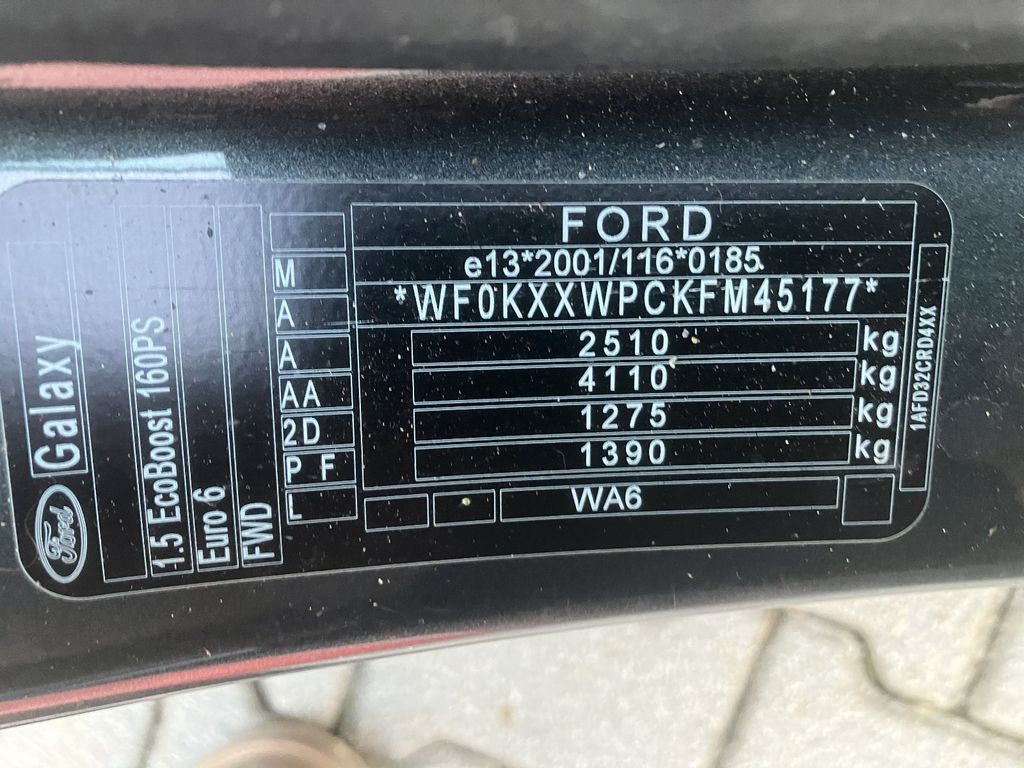 FORD
e13*2001/116*0185
*WF0KXXWPCKFM45177*
2510 kg
4110 kg
1275 kg
1390 kg
WA6
1AFD32CRD4XX
M
A
A
AA
2D
P F
L
Galaxy
Ford
1.5 EcoBoost 160PS
Euro 6
FWD